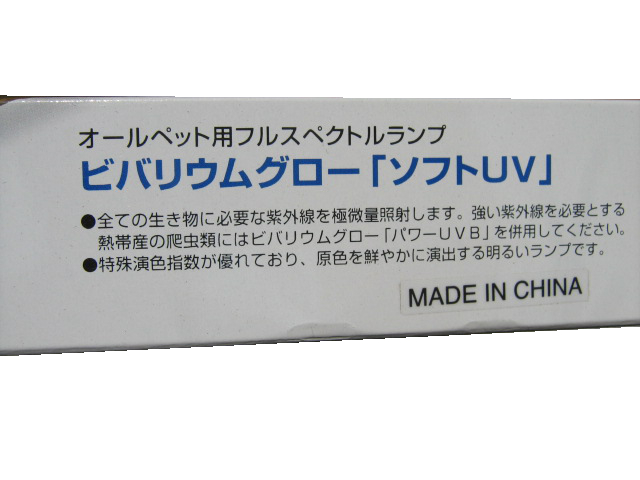 オールペット用フルスペクトルランプ
ビバリウムグロー「ソフトUV」
●全ての生き物に必要な紫外線を極微量照射します。強い紫外線を必要とする
熱帯産の爬虫類にはビバリウムグロー「パワーUVB」を併用してください。
●特殊演色指数が優れており、原色を鮮やかに演出する明るいランプです。
MADE IN CHINA